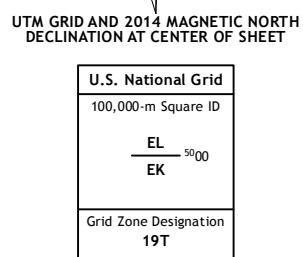 UTM GRID AND 2014 MAGNETIC NORTH
DECLINATION AT CENTER OF SHEET
U.S. National Grid
100,000-m Square ID
EL
5000
EK
Grid Zone Designation
19T